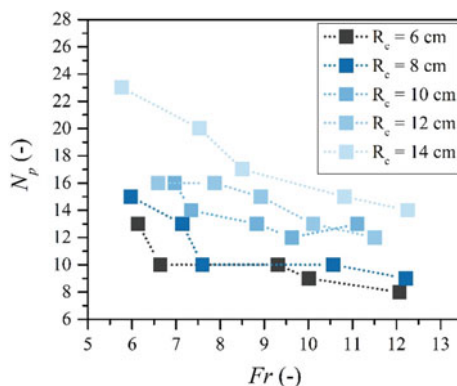 28
26
24
22
20
18
16
14
12
10
8
6
N_p (-)
R_c = 6 cm
R_c = 8 cm
R_c = 10 cm
R_c = 12 cm
R_c = 14 cm
5 6 7 8 9 10 11 12 13
Fr (-)